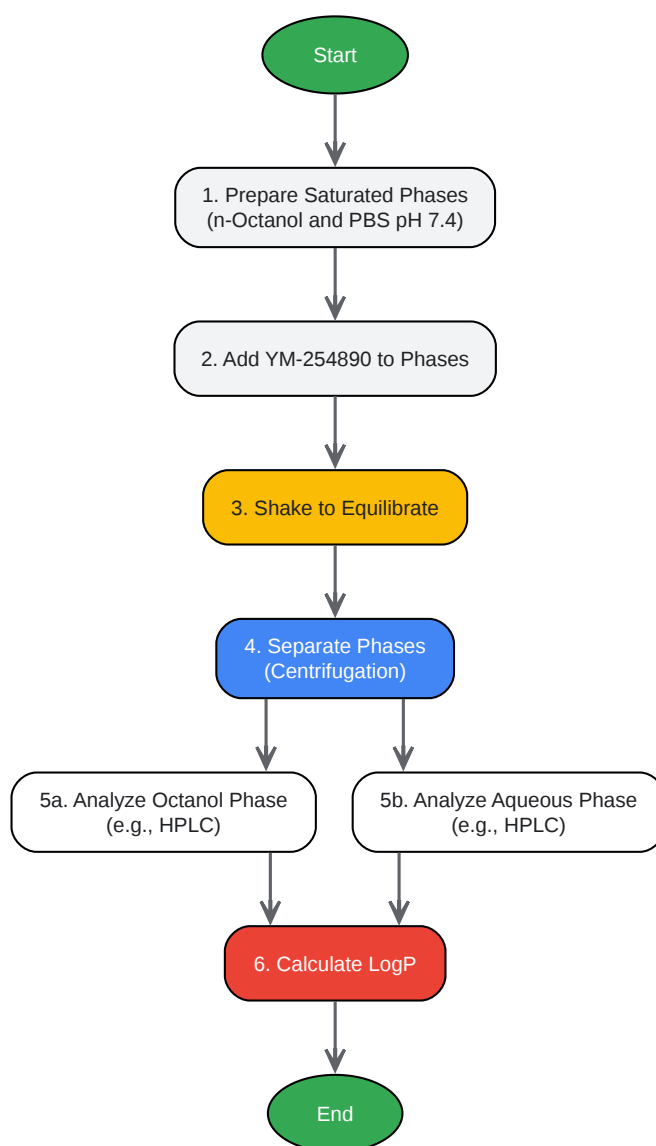 Start
1. Prepare Saturated Phases
(n-Octanol and PBS pH 7.4)
2. Add YM-254890 to Phases
3. Shake to Equilibrate
4. Separate Phases
(Centrifugation)
5a. Analyze Octanol Phase
(e.g., HPLC)
5b. Analyze Aqueous Phase
(e.g., HPLC)
6. Calculate LogP
End